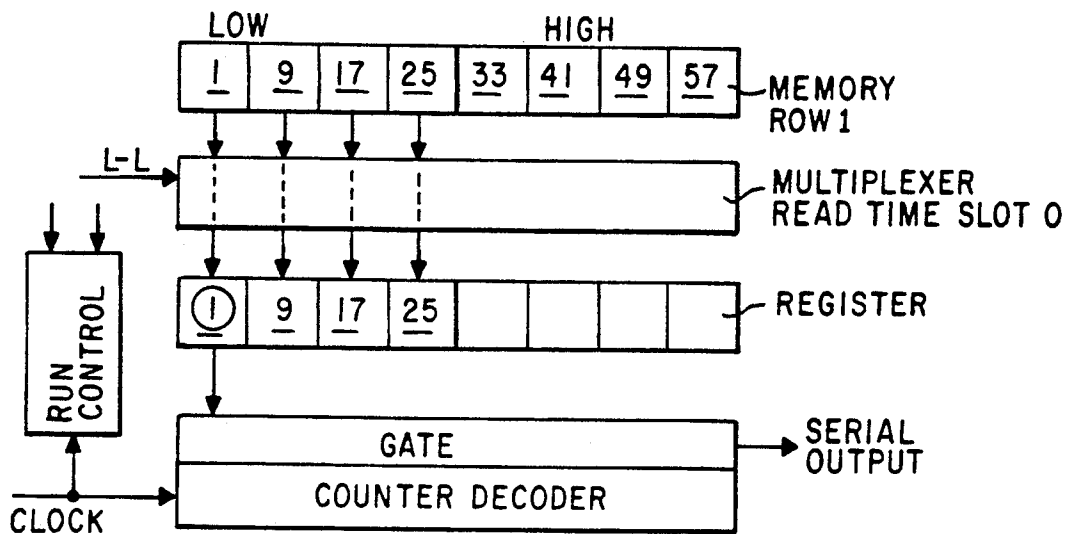 LOW HIGH
1 9 17 25 33 41 49 57
MEMORY
ROW 1
L-L
MULTIPLEXER
READ TIME SLOT 0
RUN
CONTROL
1 9 17 25
REGISTER
GATE
SERIAL
OUTPUT
COUNTER DECODER
CLOCK